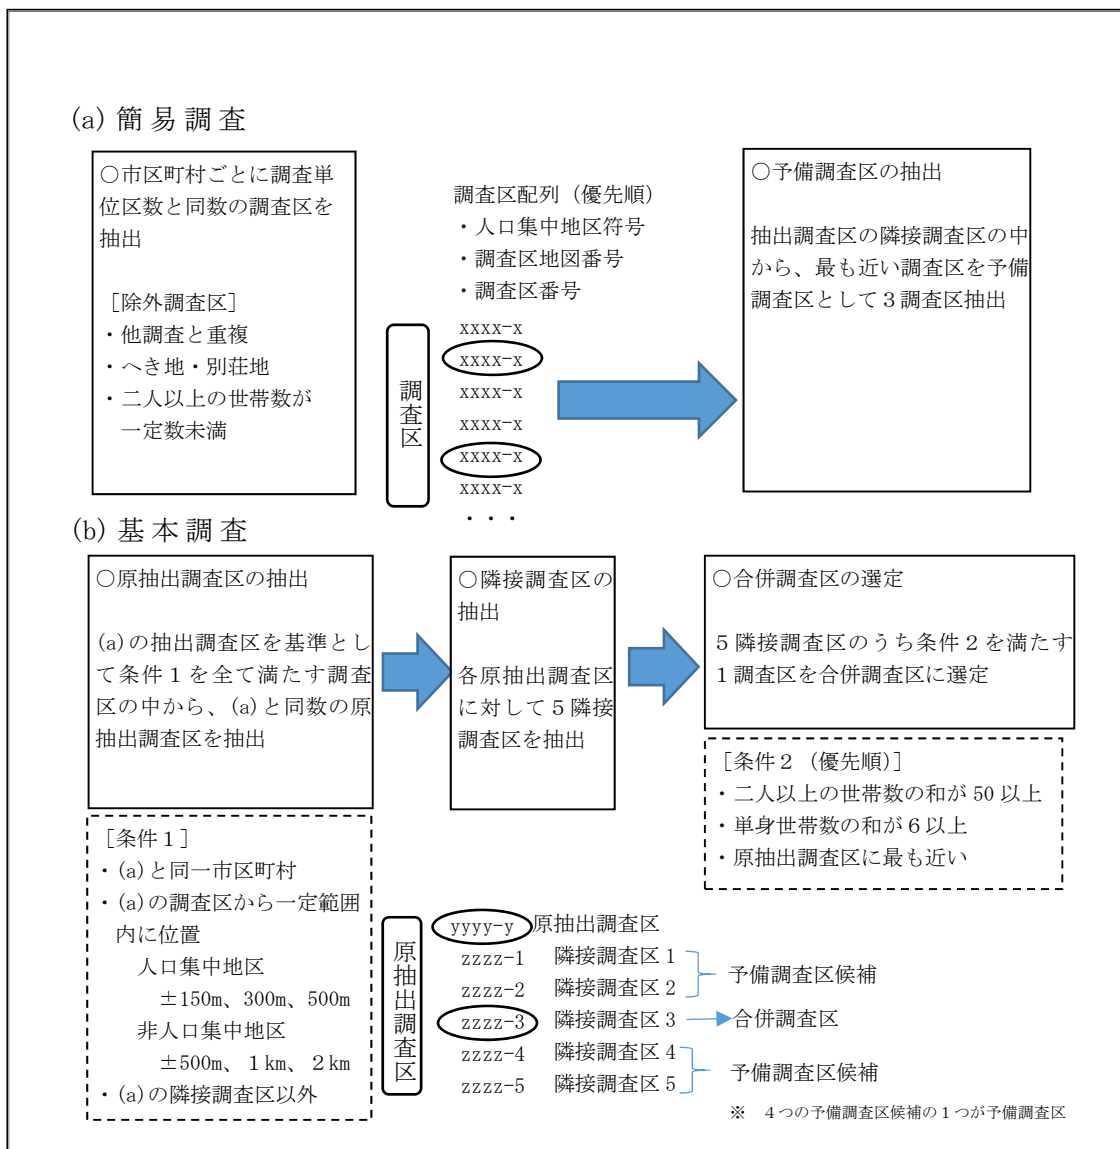 (a) 簡易調査
○市区町村ごとに調査単
位区数と同数の調査区を
抽出
［除外調査区］
・他調査と重複
・へき地・別荘地
・二人以上の世帯数が
一定数未満
調査区配列（優先順）
・人口集中地区符号
・調査区地図番号
・調査区番号
調査区
xxxx-x
xxxx-x
xxxx-x
xxxx-x
xxxx-x
xxxx-x
・・・
○予備調査区の抽出
抽出調査区の隣接調査区の中
から、最も近い調査区を予備
調査区として３調査区抽出
(b) 基本調査
○原抽出調査区の抽出
(a)の抽出調査区を基準とし
て条件１を全て満たす調査
区の中から、(a)と同数の原
抽出調査区を抽出
［条件１］
・(a)と同一市区町村
・(a)の調査区から一定範囲
内に位置
人口集中地区
±150m、300m、500m
非人口集中地区
±500m、１km、２km
・(a)の隣接調査区以外
○隣接調査区の
抽出
各原抽出調査区
に対して５隣接
調査区を抽出
○合併調査区の選定
５隣接調査区のうち条件２を満たす
１調査区を合併調査区に選定
［条件２（優先順）］
・二人以上の世帯数の和が 50 以上
・単身世帯数の和が６以上
・原抽出調査区に最も近い
原抽出調査区
yyyy-y 原抽出調査区
zzzz-1 隣接調査区１
zzzz-2 隣接調査区２
予備調査区候補
zzzz-3 隣接調査区３ 合併調査区
zzzz-4 隣接調査区４
zzzz-5 隣接調査区５
予備調査区候補
※ ４つの予備調査区候補の１つが予備調査区